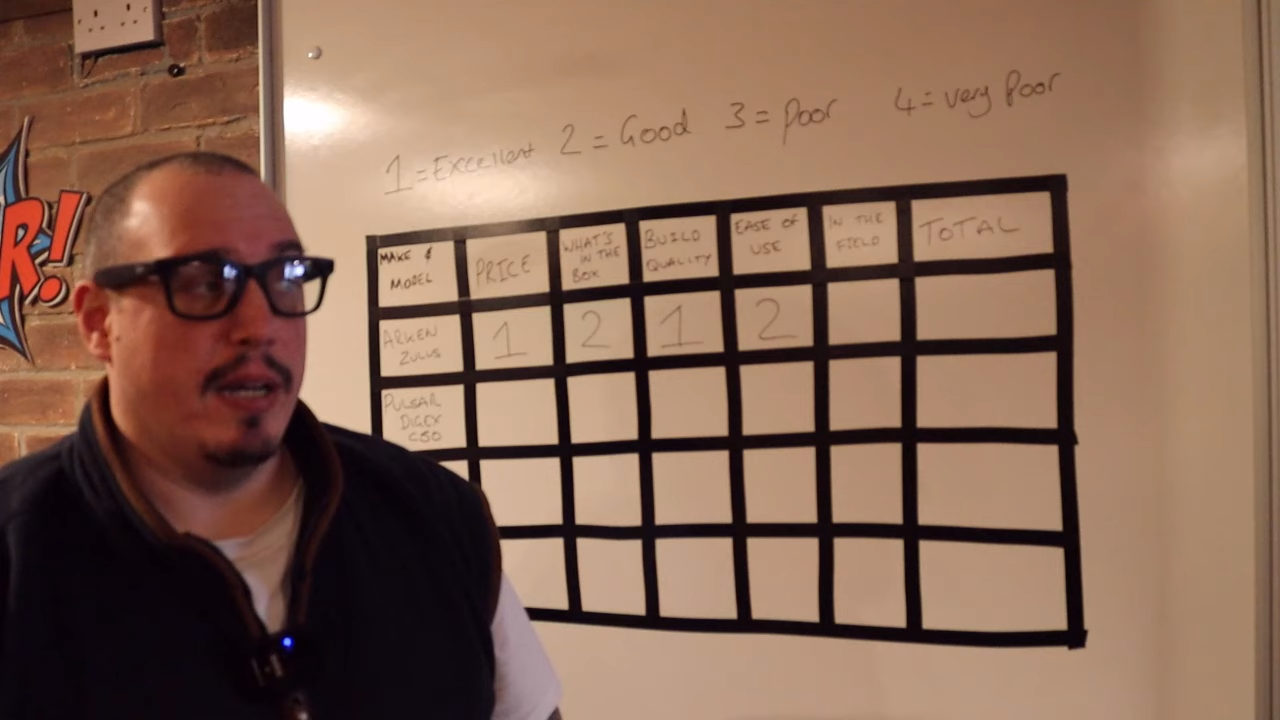 1=Excellent 2=Good 3=Poor 4=very Poor
MAKE &
MODEL
PRICE
WHAT'S
IN THE
BOX
BUILD
QUALITY
EASE OF
USE
IN THE
FIELD
TOTAL
ARKEN
ZULUS
1
2
1
2
PULSAR
DIGEX
C50
R!